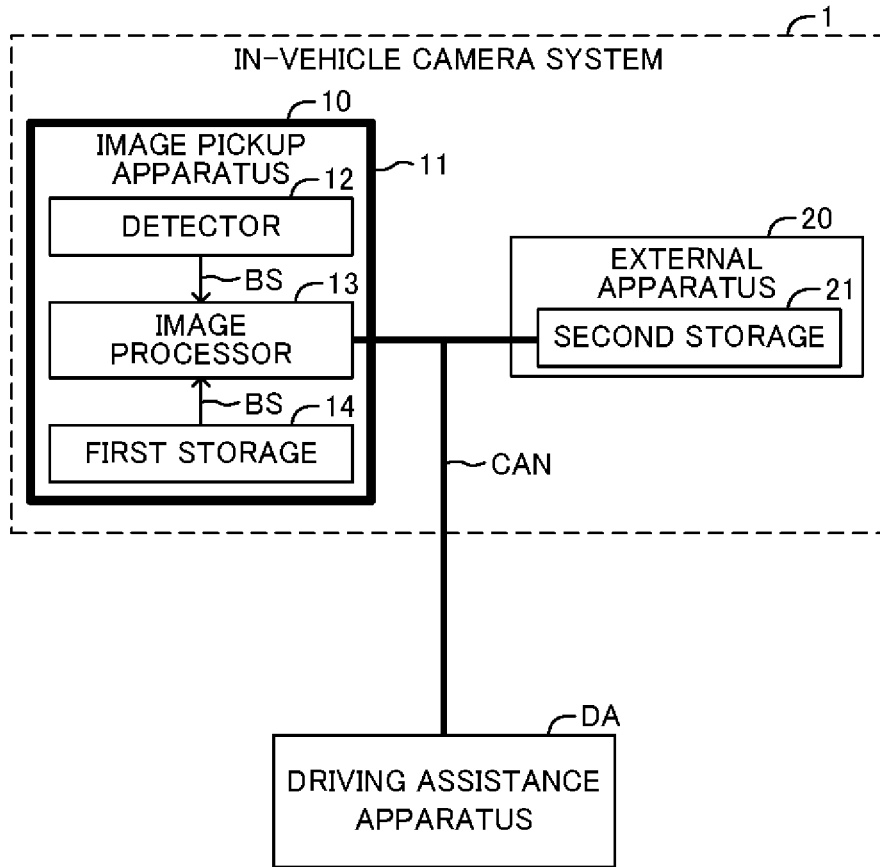 1
IN-VEHICLE CAMERA SYSTEM
10
IMAGE PICKUP
APPARATUS
11
12
DETECTOR
BS
13
IMAGE
PROCESSOR
BS
14
FIRST STORAGE
20
EXTERNAL
APPARATUS
21
SECOND STORAGE
CAN
DA
DRIVING ASSISTANCE
APPARATUS